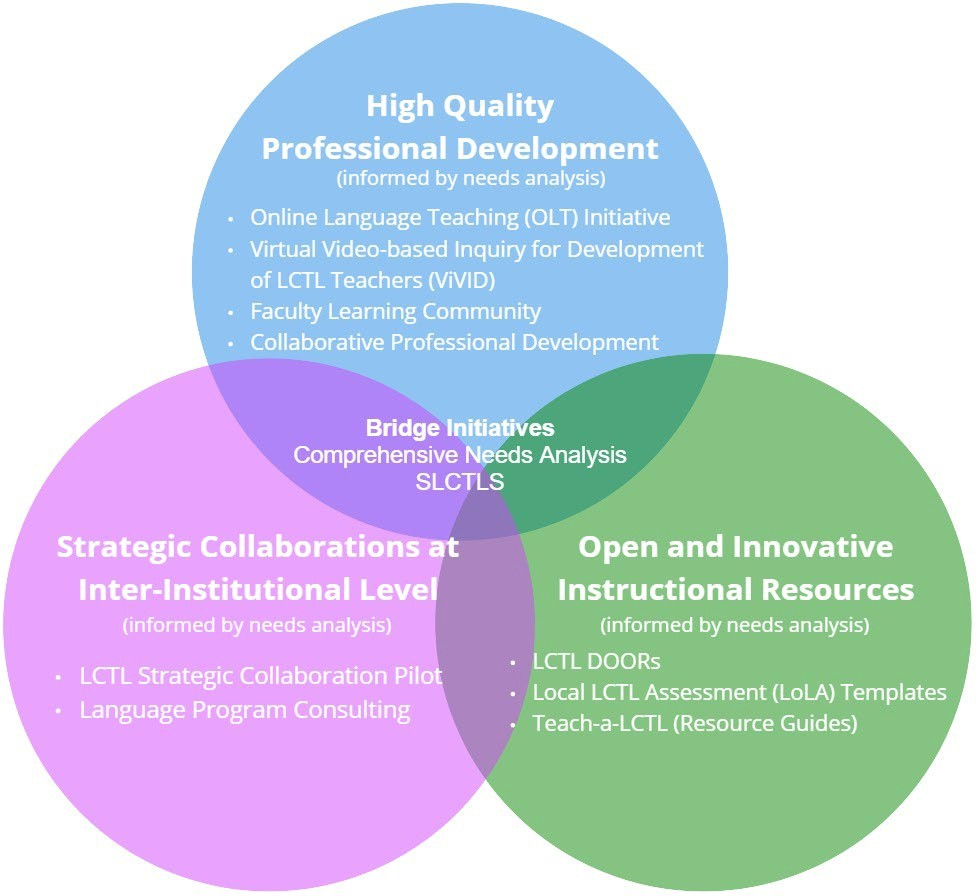 High Quality
Professional Development
(informed by needs analysis)
• Online Language Teaching (OLT) Initiative
• Virtual Video-based Inquiry for Development
of LCTL Teachers (ViVID)
• Faculty Learning Community
• Collaborative Professional Development
Bridge Initiatives
Comprehensive Needs Analysis
SLCTLS
Strategic Collaborations at
Inter-Institutional Level
(informed by needs analysis)
• LCTL Strategic Collaboration Pilot
• Language Program Consulting
Open and Innovative
Instructional Resources
(informed by needs analysis)
• LCTL DOORs
• Local LCTL Assessment (LoLA) Templates
• Teach-a-LCTL (Resource Guides)